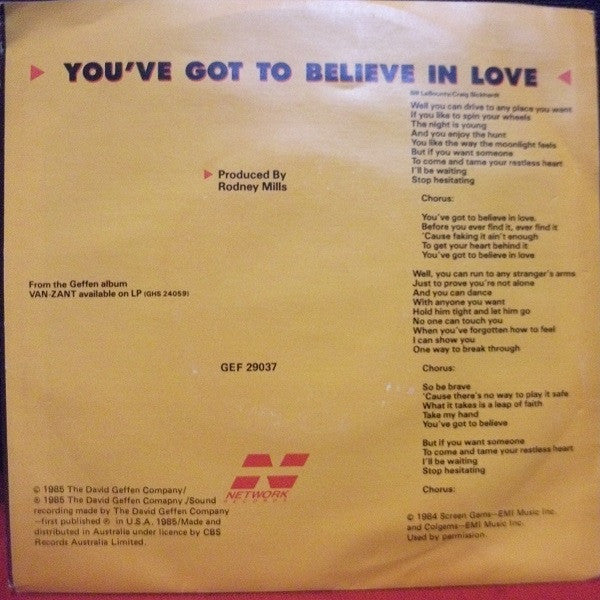 YOU'VE GOT TO BELIEVE IN LOVE
Bill LaBounty/Craig Bickhardt
Well you can drive to any place you want
If you like to spin your wheels
The night is young
And you enjoy the hunt
You like the way the moonlight feels
But if you want someone
To come and tame your restless heart
I'll be waiting
Stop hesitating
Chorus:
You've got to believe in love.
Before you ever find it, ever find it
'Cause faking it ain't enough
To get your heart behind it
You've got to believe in love
Well, you can run to any stranger's arms
Just to prove you're not alone
And you can dance
With anyone you want
Hold him tight and let him go
No one can touch you
When you've forgotten how to feel
I can show you
One way to break through
Chorus:
So be brave
'Cause there's no way to play it safe
What it takes is a leap of faith
Take my hand
You've got to believe
But if you want someone
To come and tame your restless heart
I'll be waiting
Stop hesitating
Chorus:
© 1984 Screen Gems—EMI Music Inc.
and Colgems—EMI Music Inc.
Used by permission.
Produced By
Rodney Mills
From the Geffen album
VAN-ZANT available on LP (GHS 24059)
GEF 29037
NETWORK
RECORDS
© 1985 The David Geffen Company/
℗ 1985 The David Geffen Comapny /Sound
recording made by The David Geffen Company
—first published ℗ in U.S.A. 1985/Made and
distributed in Australia under licence by CBS
Records Australia Limited.